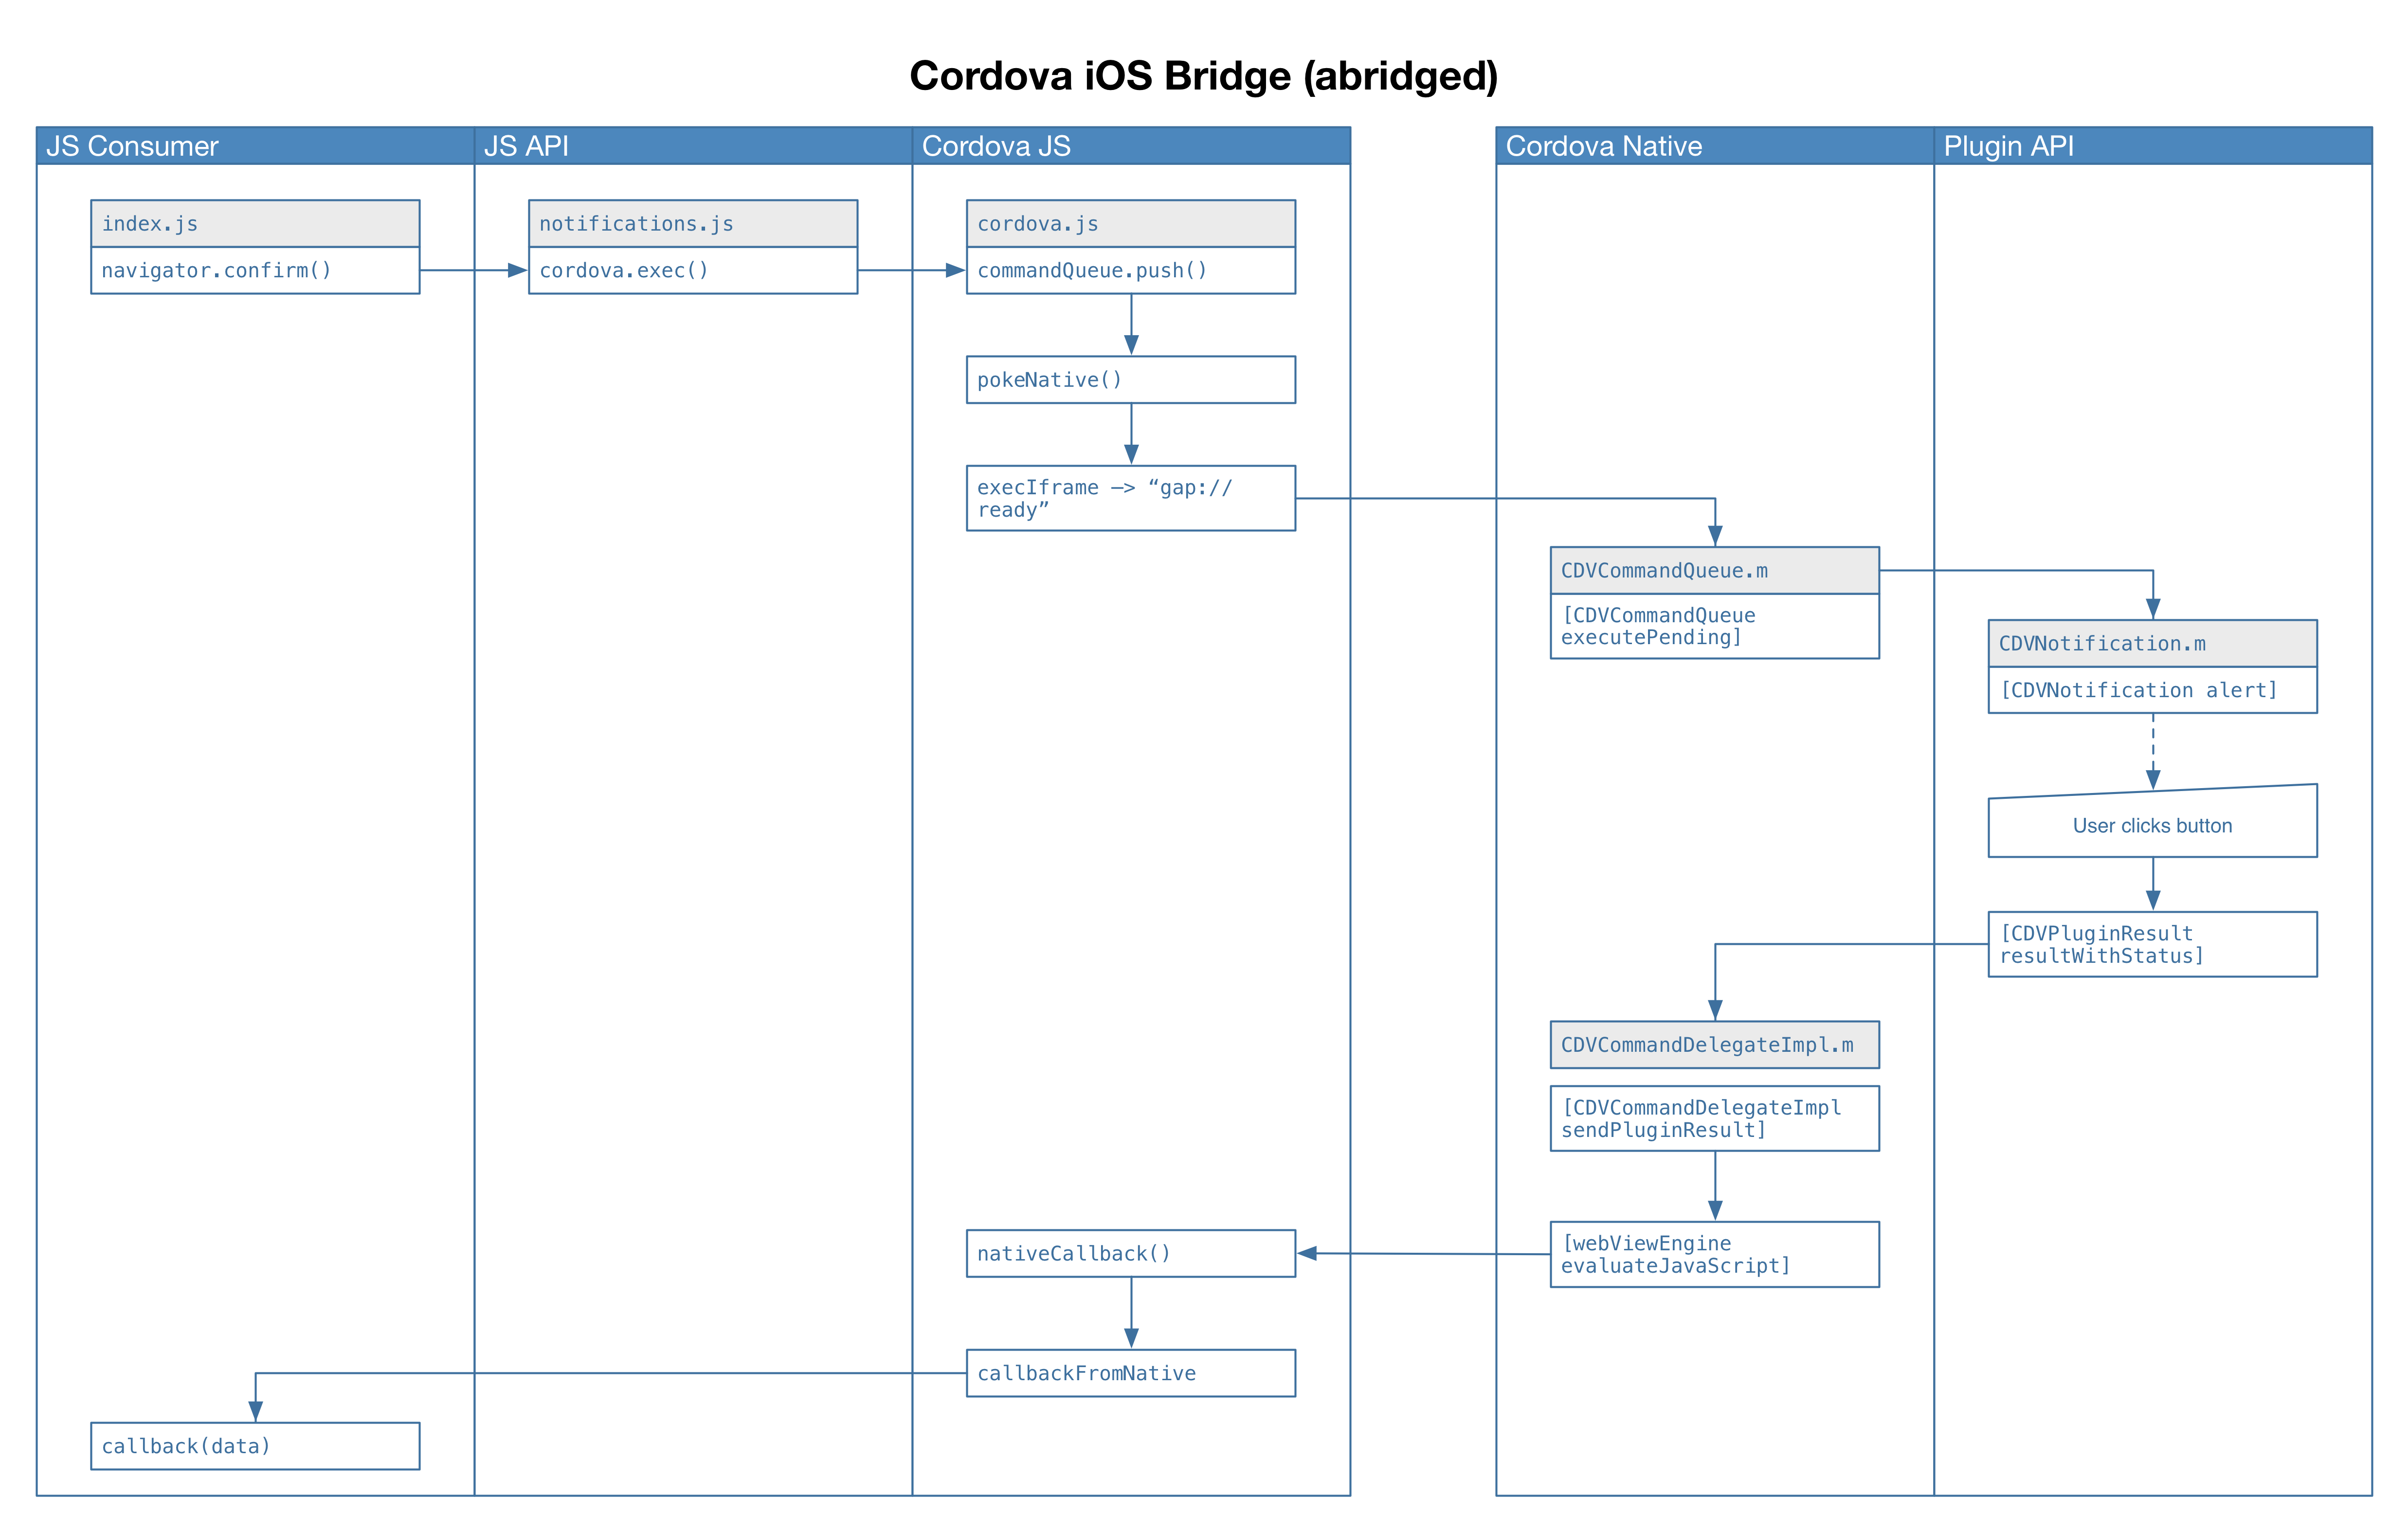 Cordova iOS Bridge (abridged)
JS Consumer
JS API
Cordova JS
Cordova Native
Plugin API
index.js
navigator.confirm()
notifications.js
cordova.exec()
cordova.js
commandQueue.push()
pokeNative()
execIframe —> “gap://
ready”
CDVCommandQueue.m
[CDVCommandQueue
executePending]
CDVNotification.m
[CDVNotification alert]
User clicks button
[CDVPluginResult
resultWithStatus]
CDVCommandDelegateImpl.m
[CDVCommandDelegateImpl
sendPluginResult]
[webViewEngine
evaluateJavaScript]
nativeCallback()
callbackFromNative
callback(data)